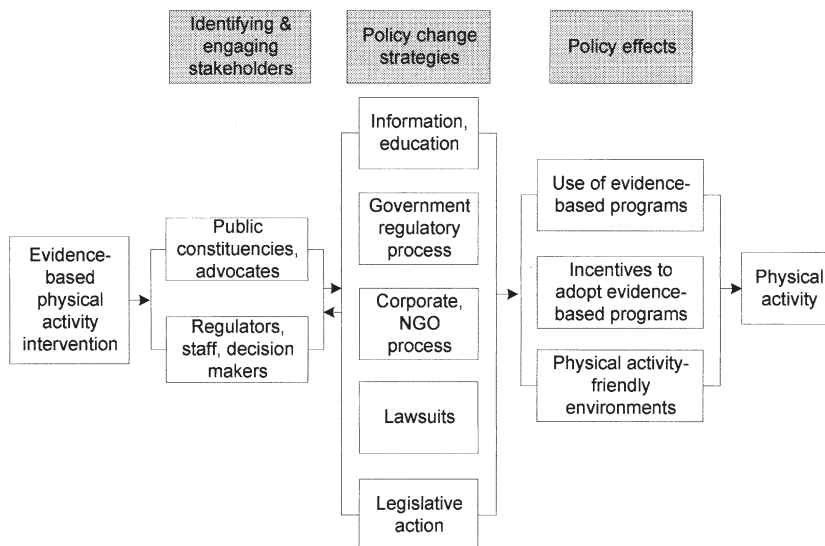 Identifying &
engaging
stakeholders
Policy change
strategies
Policy effects
Evidence-
based
physical
activity
intervention
Public
constituencies,
advocates
Regulators,
staff, decision
makers
Information,
education
Government
regulatory
process
Corporate,
NGO
process
Lawsuits
Legislative
action
Use of evidence-
based programs
Incentives to
adopt evidence-
based programs
Physical activity-
friendly
environments
Physical
activity